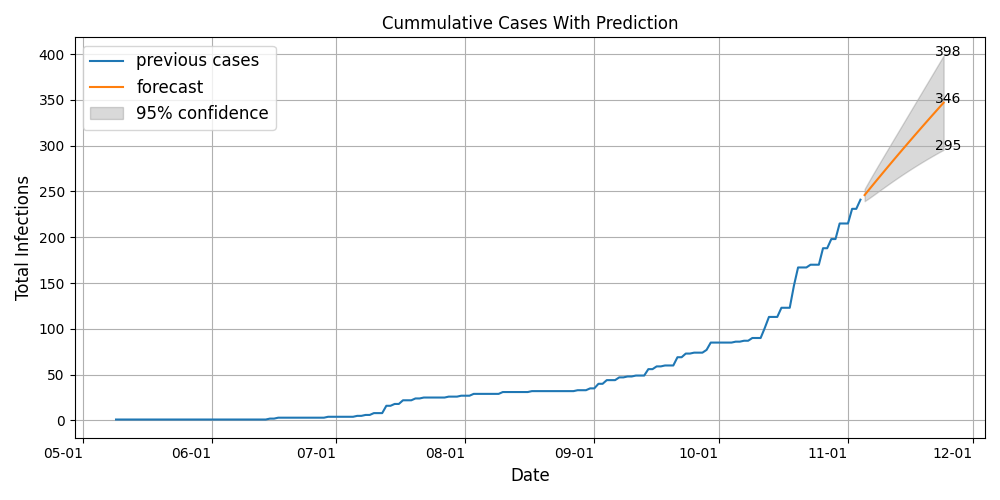 Cummulative Cases With Prediction
Total Infections
400
350
300
250
200
150
100
50
0
previous cases
forecast
95% confidence
398
346
295
05-01 06-01 07-01 08-01 09-01 10-01 11-01 12-01
Date